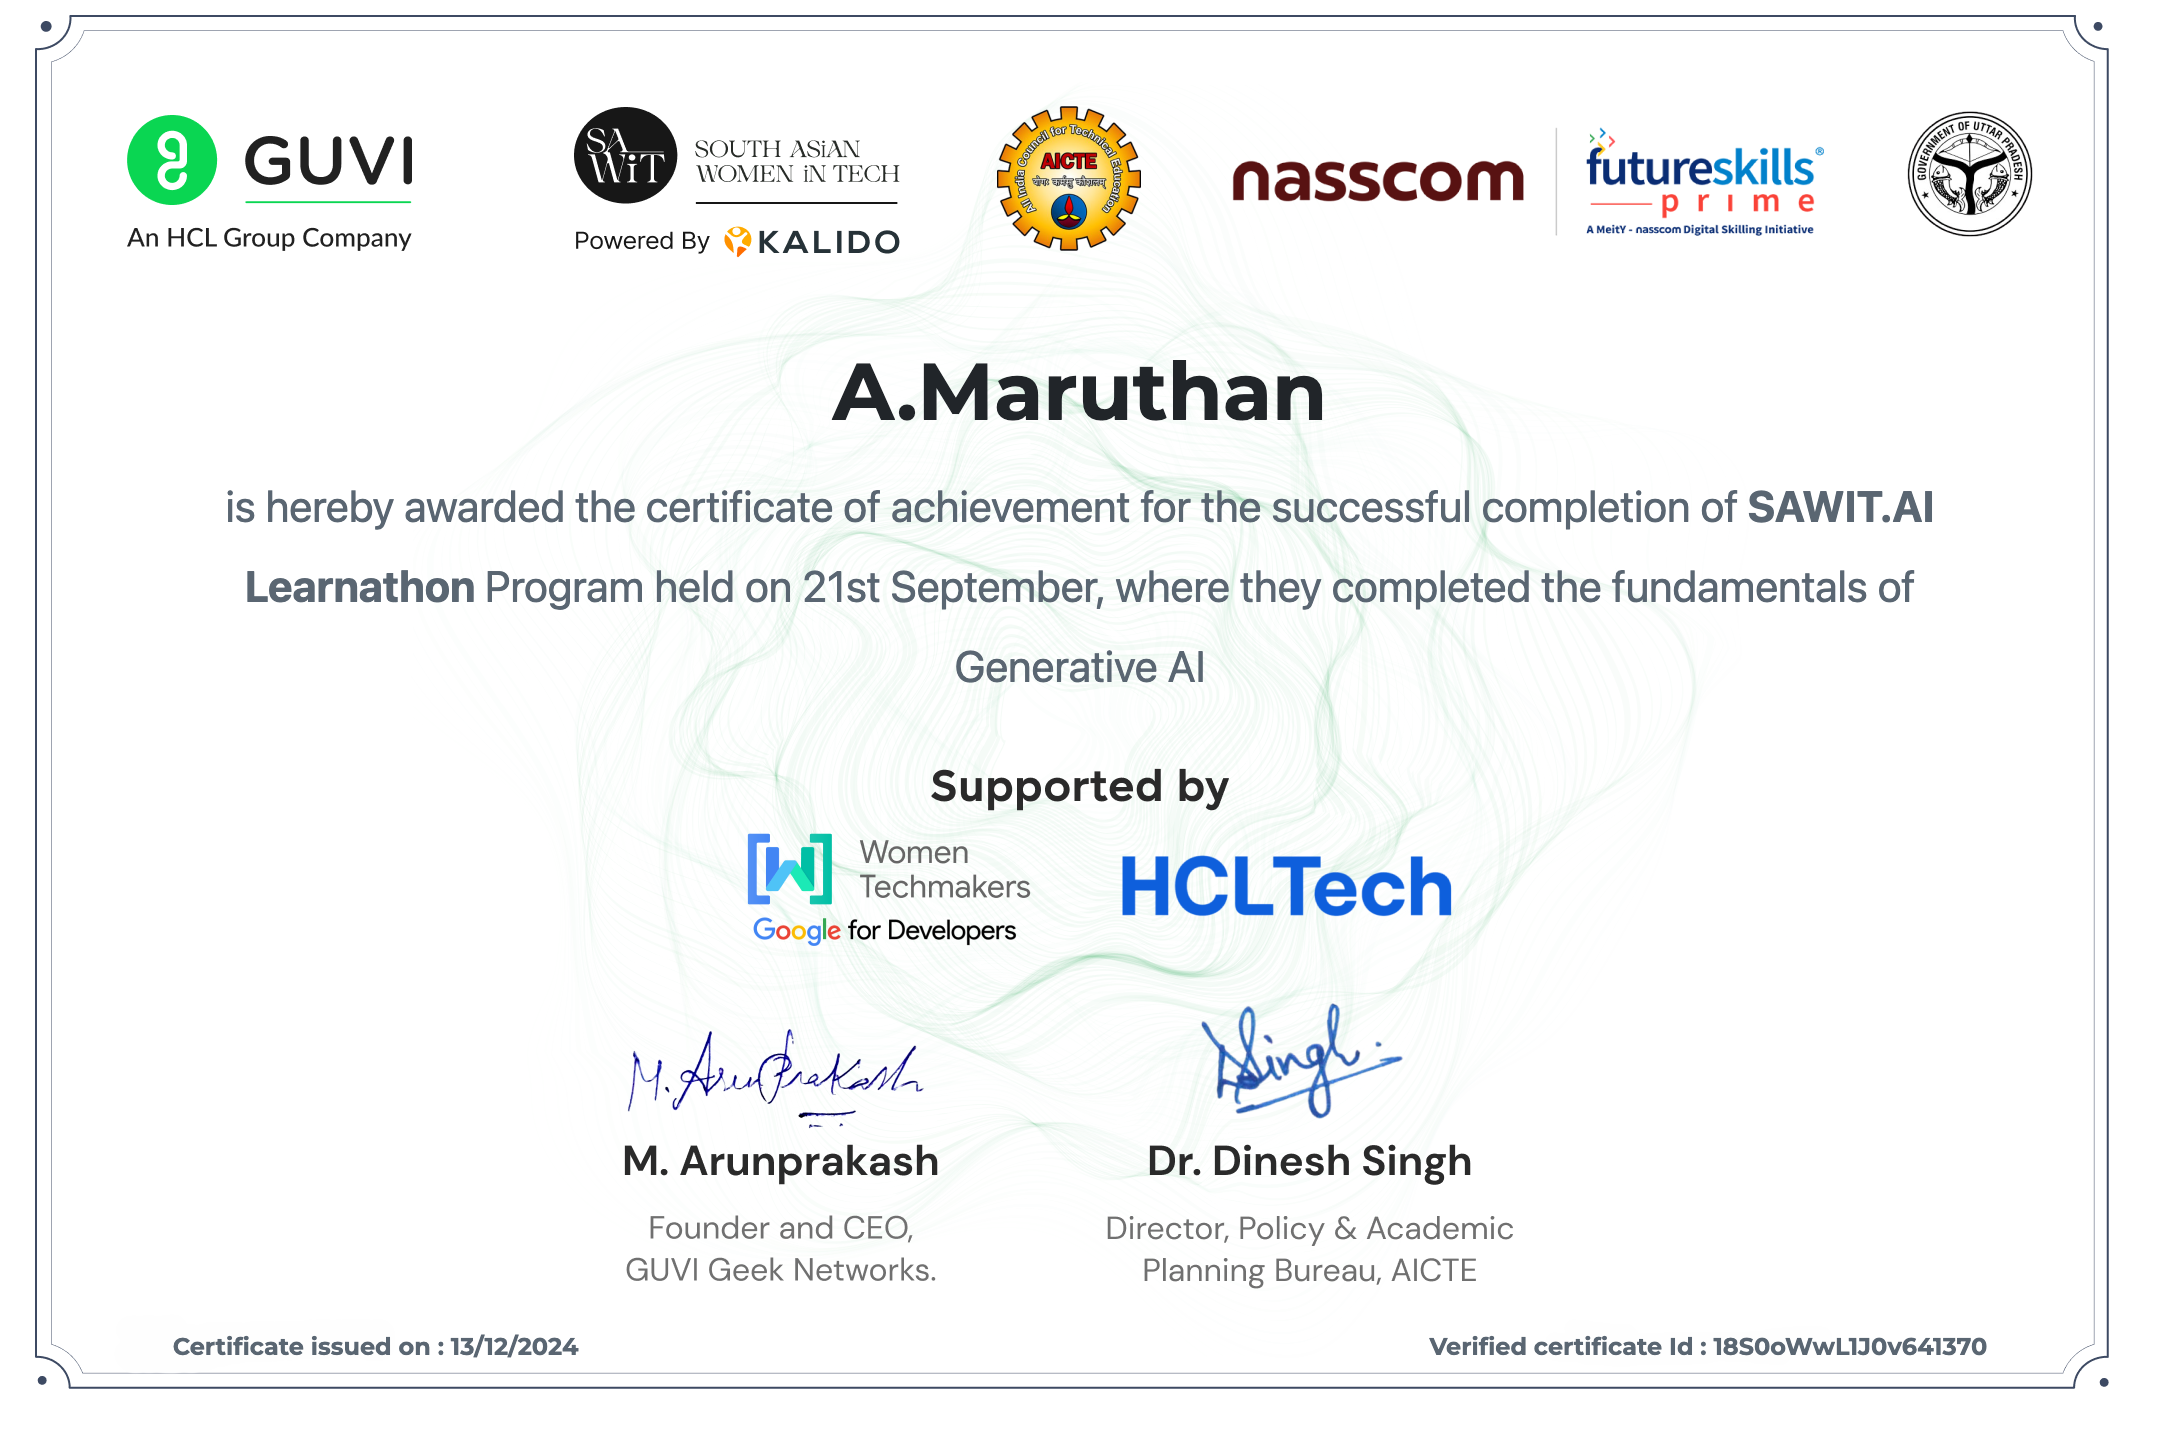 GUVI
An HCL Group Company
SA
WiT
SOUTH ASiAN
WOMEN iN TECH
Powered By KALIDO
All India Council for Technical Education
AICTE
योगः कर्मसु कौशलम्
nasscom
futureskills®
prime
A MeitY - nasscom Digital Skilling Initiative
GOVERNMENT OF UTTAR PRADESH
A.Maruthan
is hereby awarded the certificate of achievement for the successful completion of SAWIT.AI
Learnathon Program held on 21st September, where they completed the fundamentals of
Generative AI
Supported by
Women
Techmakers
Google for Developers
HCLTech
M. ArunPrakash
DSingh
M. Arunprakash
Dr. Dinesh Singh
Founder and CEO,
GUVI Geek Networks.
Director, Policy & Academic
Planning Bureau, AICTE
Certificate issued on : 13/12/2024
Verified certificate Id : 18S0oWwL1J0v641370